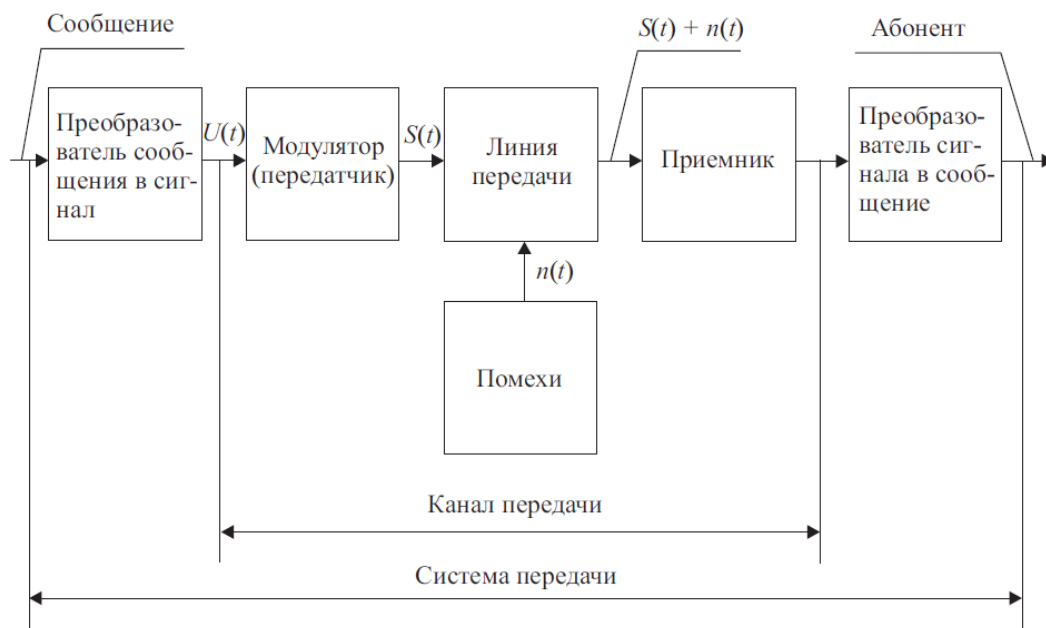 Сообщение
S(t) + n(t)
Абонент
Преобразо-
ватель сооб-
щения в сиг-
нал
U(t)
Модулятор
(передатчик)
S(t)
Линия
передачи
Приемник
Преобразо-
ватель сиг-
нала в сооб-
щение
n(t)
Помехи
Канал передачи
Система передачи